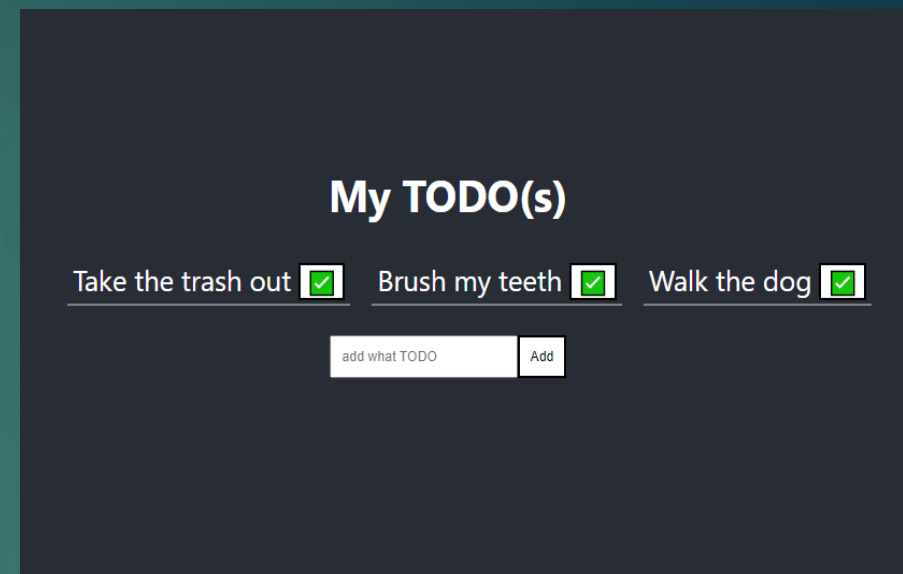 My TODO(s)
Take the trash out ✅ Brush my teeth ✅ Walk the dog ✅
add what TODO Add